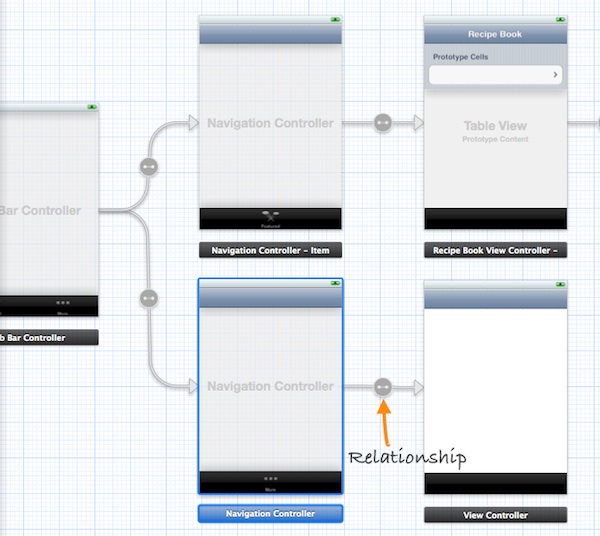 Recipe Book
Prototype Cells
Navigation Controller
Table View
Prototype Content
Bar Controller
Featured
Navigation Controller - Item
Recipe Book View Controller -
More
b Bar Controller
Navigation Controller
Relationship
More
Navigation Controller
View Controller